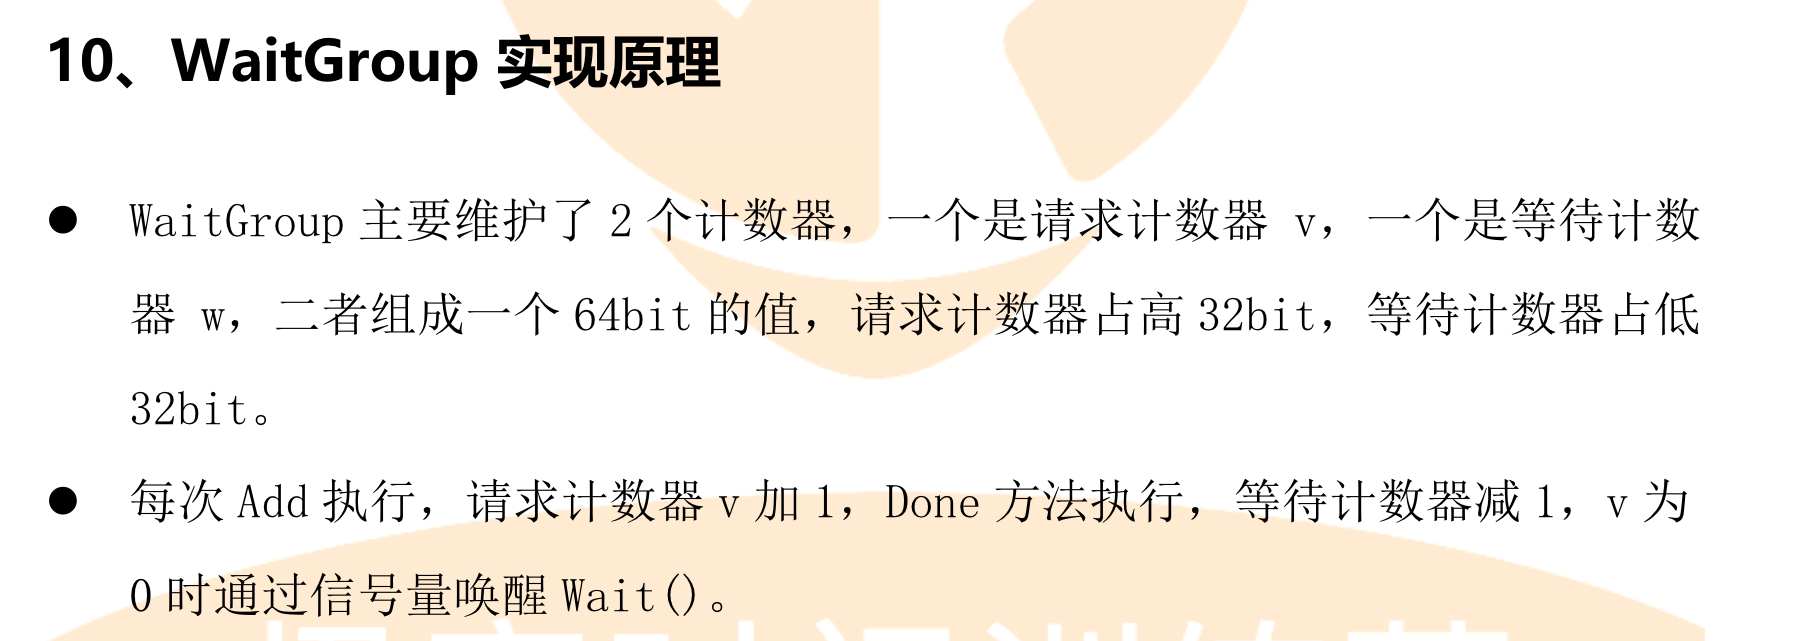 10、WaitGroup 实现原理
● WaitGroup 主要维护了 2 个计数器，一个是请求计数器 v，一个是等待计数
器 w，二者组成一个 64bit 的值，请求计数器占高 32bit，等待计数器占低
32bit。
● 每次 Add 执行，请求计数器 v 加 1，Done 方法执行，等待计数器减 1，v 为
0 时通过信号量唤醒 Wait()。